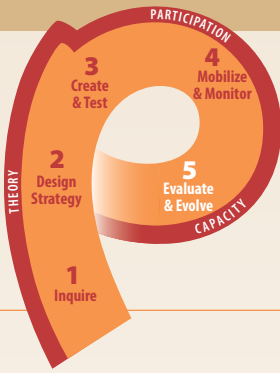 PARTICIPATION
4
Mobilize
& Monitor
3
Create
& Test
2
Design
Strategy
5
Evaluate
& Evolve
THEORY
CAPACITY
1
Inquire